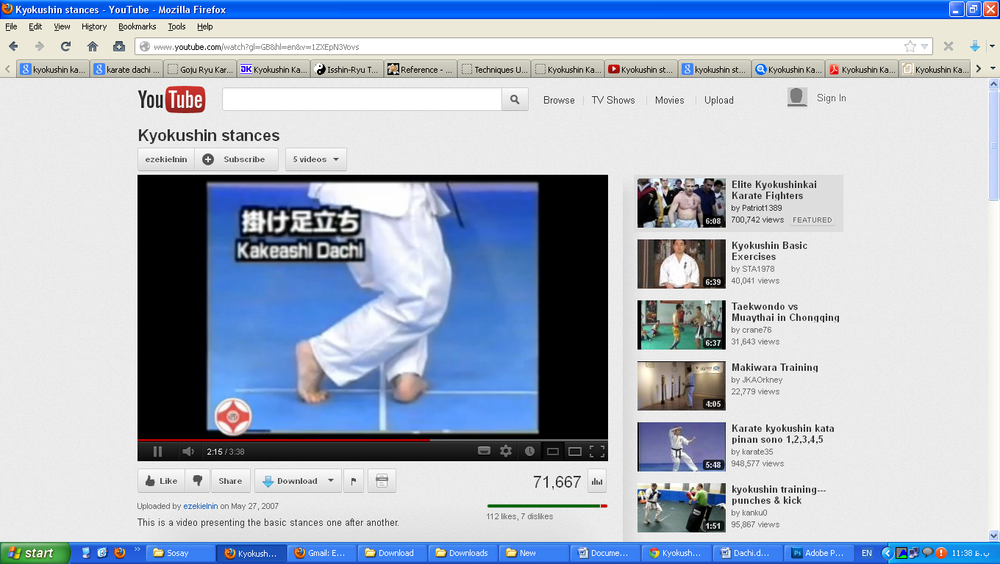 Kyokushin stances - YouTube - Mozilla Firefox
File Edit View History Bookmarks Tools Help
www.youtube.com/watch?gl=GB&hl=en&v=1ZXEpN3Vovs
kyokushin ka... karate dachi ... Goju Ryu Kar... Kyokushin Ka... Isshin-Ryu T... Reference - ... Techniques U... Kyokushin Ka... Kyokushin st... kyokushin st... Kyokushin Ka... Kyokushin Ka... Kyokushin Ka...
YouTube Browse TV Shows Movies Upload Sign In
Kyokushin stances
ezekielnin Subscribe 5 videos
掛け足立ち
Kakeashi Dachi
2:15 / 3:38
Like Share Download 71,667
Uploaded by ezekielnin on May 27, 2007
112 likes, 7 dislikes
This is a video presenting the basic stances one after another.
Elite Kyokushinkai
Karate Fighters
by Patriot1389
700,742 views FEATURED
6:08
Kyokushin Basic
Exercises
by STA1978
40,041 views
6:39
Taekwondo vs
Muaythai in Chongqing
by crane76
31,643 views
6:37
Makiwara Training
by JKAOrkney
22,779 views
4:05
Karate kyokushin kata
pinan sono 1,2,3,4,5
by karate35
948,577 views
5:48
kyokushin training---
punches & kick
by kanku0
95,867 views
1:51
start Sosay Kyokush... Gmail: E... Download Downloads New Docume... Kyokush... Dachi.d... Adobe P... EN 11:38 ب.ظ